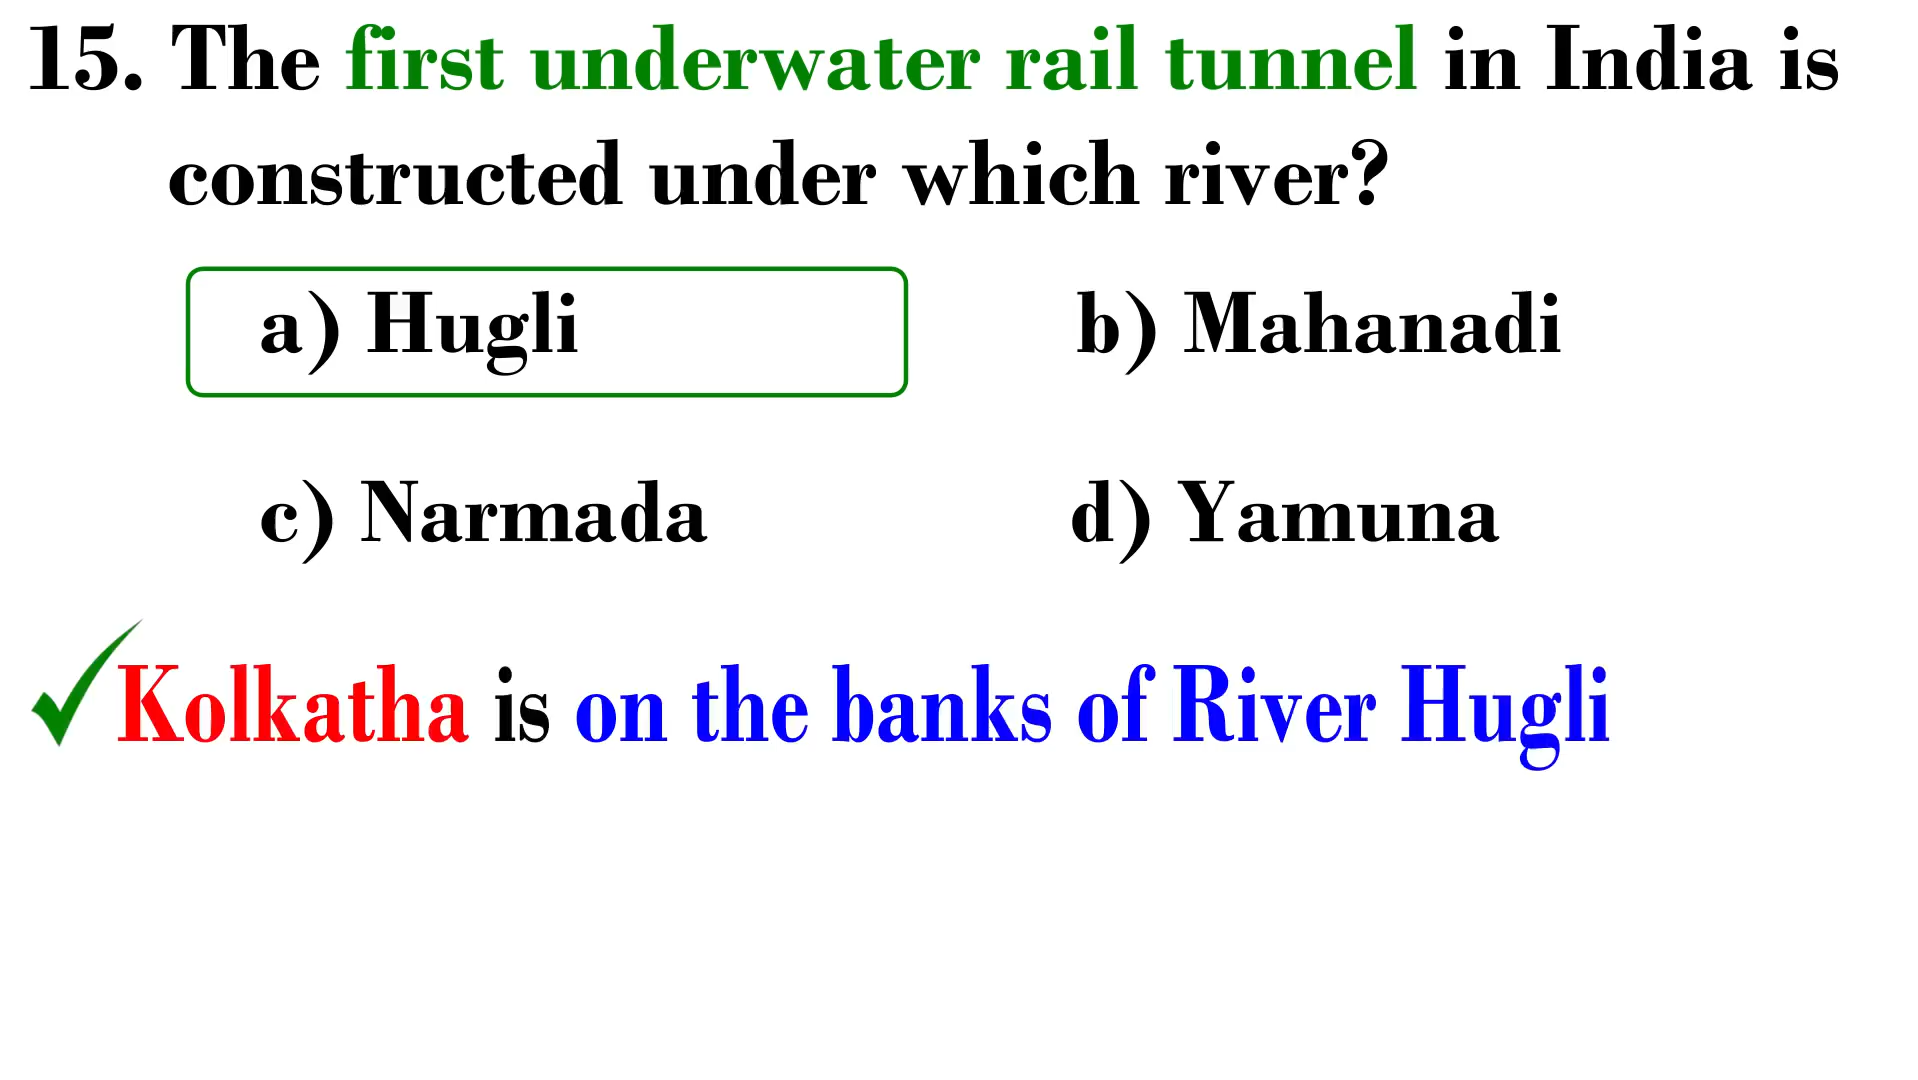 15. The first underwater rail tunnel in India is
constructed under which river?
a) Hugli b) Mahanadi
c) Narmada d) Yamuna
Kolkatha is on the banks of River Hugli